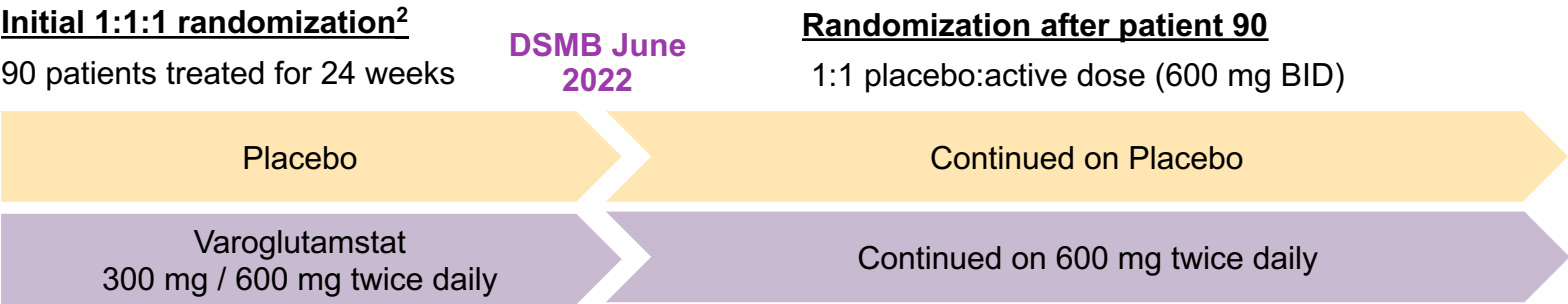 Initial 1:1:1 randomization²
90 patients treated for 24 weeks
DSMB June
2022
Randomization after patient 90
1:1 placebo:active dose (600 mg BID)
Placebo
Continued on Placebo
Varoglutamstat
300 mg / 600 mg twice daily
Continued on 600 mg twice daily